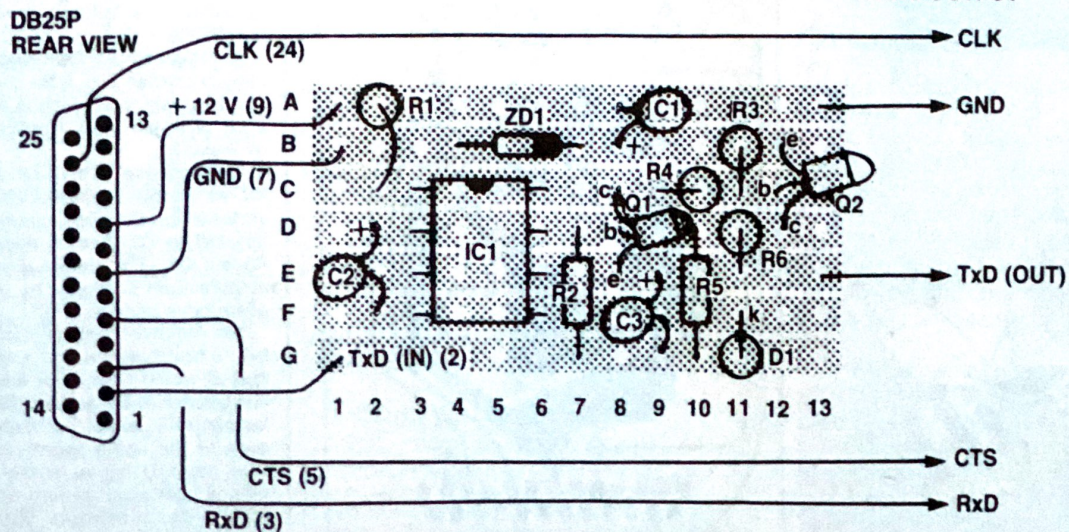 DB25P
REAR VIEW
CLK (24)
CLK
+ 12 V (9)
A
R1
C1
R3
GND
25
13
ZD1
B
+
e
GND (7)
C
R4
c
Q1
b
Q2
D
+
IC1
b
c
R6
E
C2
e
+
R2
R5
TxD (OUT)
F
C3
k
G
TxD (IN) (2)
D1
14
1
1 2 3 4 5 6 7 8 9 10 11 12 13
CTS (5)
CTS
RxD (3)
RxD